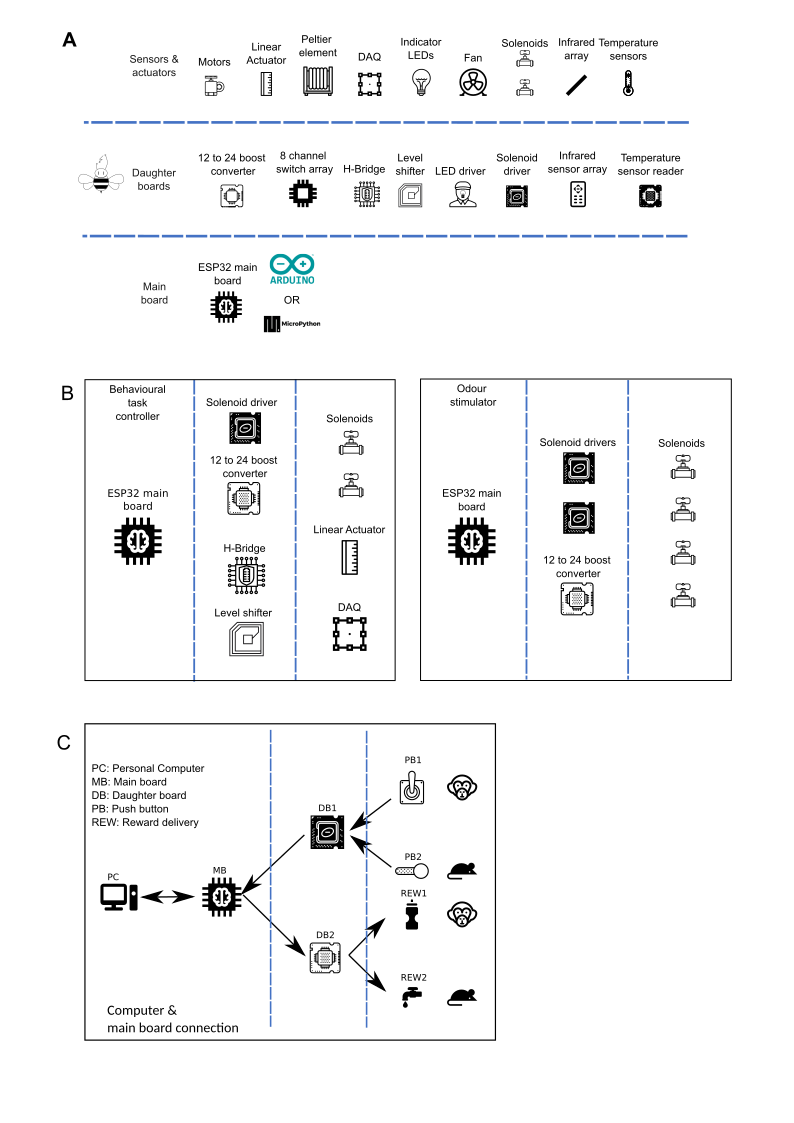 A
Sensors &
actuators
Motors
Linear
Actuator
Peltier
element
DAQ
Indicator
LEDs
Fan
Solenoids
Infrared
array
Temperature
sensors
Daughter
boards
12 to 24 boost
converter
8 channel
switch array
H-Bridge
Level
shifter
LED driver
Solenoid
driver
Infrared
sensor array
Temperature
sensor reader
Main
board
ESP32 main
board
ARDUINO
OR
MicroPython
B
Behavioural
task
controller
ESP32 main
board
Solenoid driver
12 to 24 boost
converter
H-Bridge
Level shifter
Solenoids
Linear Actuator
DAQ
Odour
stimulator
ESP32 main
board
Solenoid drivers
12 to 24 boost
converter
Solenoids
C
PC: Personal Computer
MB: Main board
DB: Daughter board
PB: Push button
REW: Reward delivery
PC
MB
DB1
DB2
PB1
PB2
REW1
REW2
Computer &
main board connection